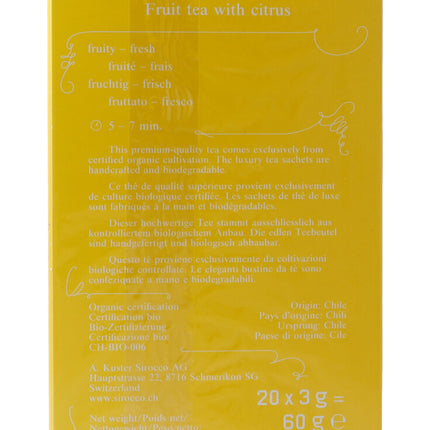 Fruit tea with citrus
fruity – fresh
fruité – frais
fruchtig – frisch
fruttato – fresco
5 – 7 min.
This premium-quality tea comes exclusively from
certified organic cultivation. The luxury tea sachets are
handcrafted and biodegradable.
Ce thé de qualité supérieure provient exclusivement
de culture biologique certifiée. Les sachets de thé de luxe
sont fabriqués à la main et biodégradables.
Dieser hochwertige Tee stammt ausschliesslich aus
kontrolliertem biologischem Anbau. Die edlen Teebeutel
sind handgefertigt und biologisch abbaubar.
Questo tè proviene esclusivamente da coltivazioni
biologiche controllate. Le eleganti bustine da tè sono
confezionate a mano e biodegradabili.
Organic certification
Certification bio
Bio-Zertifizierung
Certificazione bio:
CH-BIO-006
Origin: Chile
Pays d'origine: Chili
Ursprung: Chile
Paese di origine: Cile
A. Kuster Sirocco AG
Hauptstrasse 22, 8716 Schmerikon SG
Switzerland
www.sirocco.ch
20 x 3 g =
60 g ℮
Net weight/Poids net/
Nettogewicht/Peso netto: